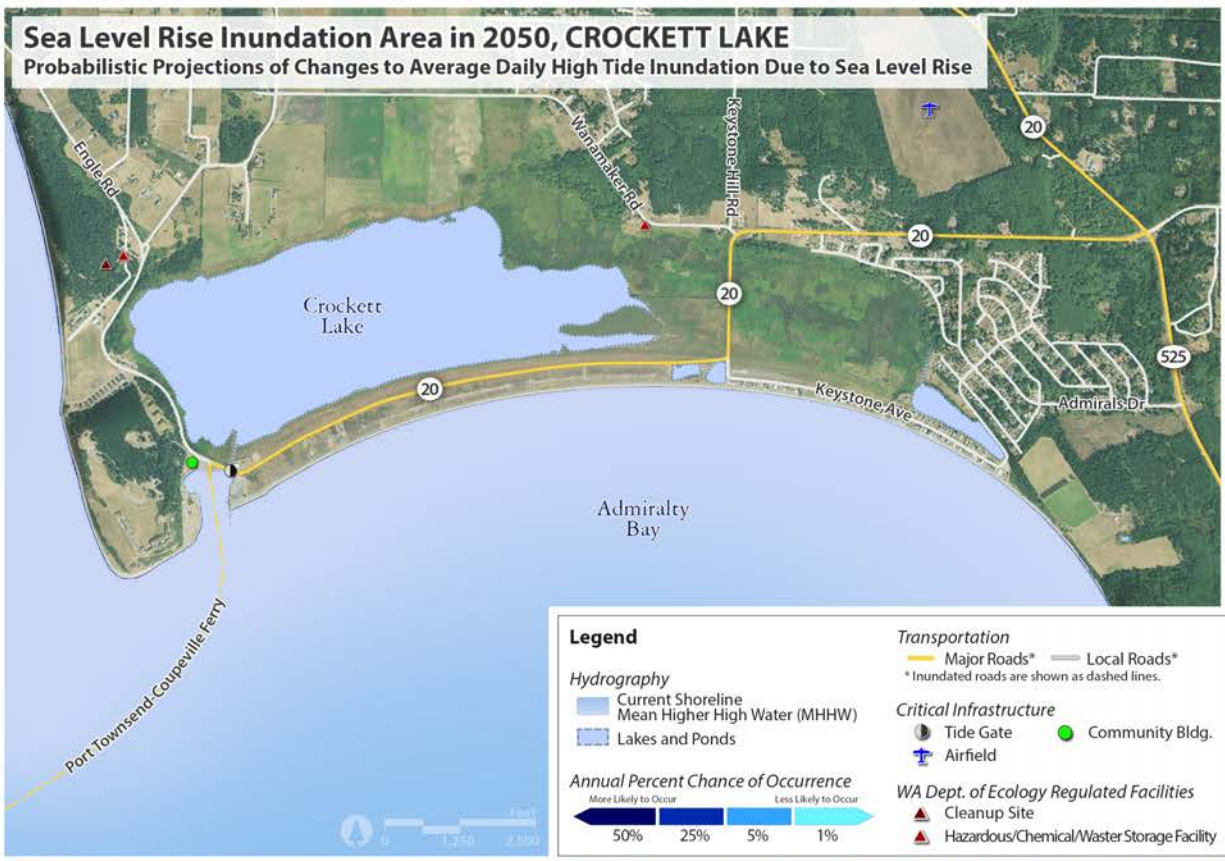 Sea Level Rise Inundation Area in 2050, CROCKETT LAKE
Probabilistic Projections of Changes to Average Daily High Tide Inundation Due to Sea Level Rise
Engle Rd
Wanamaker Rd
Keystone Hill Rd
20
20
20
Crockett
Lake
525
20
Keystone Ave
Admirals Dr
Admiralty
Bay
Port Townsend-Coupeville Ferry
Feet
0 1,250 2,500
Legend
Hydrography
Current Shoreline
Mean Higher High Water (MHHW)
Lakes and Ponds
Annual Percent Chance of Occurrence
More Likely to Occur Less Likely to Occur
50% 25% 5% 1%
Transportation
Major Roads* Local Roads*
* Inundated roads are shown as dashed lines.
Critical Infrastructure
Tide Gate Community Bldg.
Airfield
WA Dept. of Ecology Regulated Facilities
Cleanup Site
Hazardous/Chemical/Waster Storage Facility